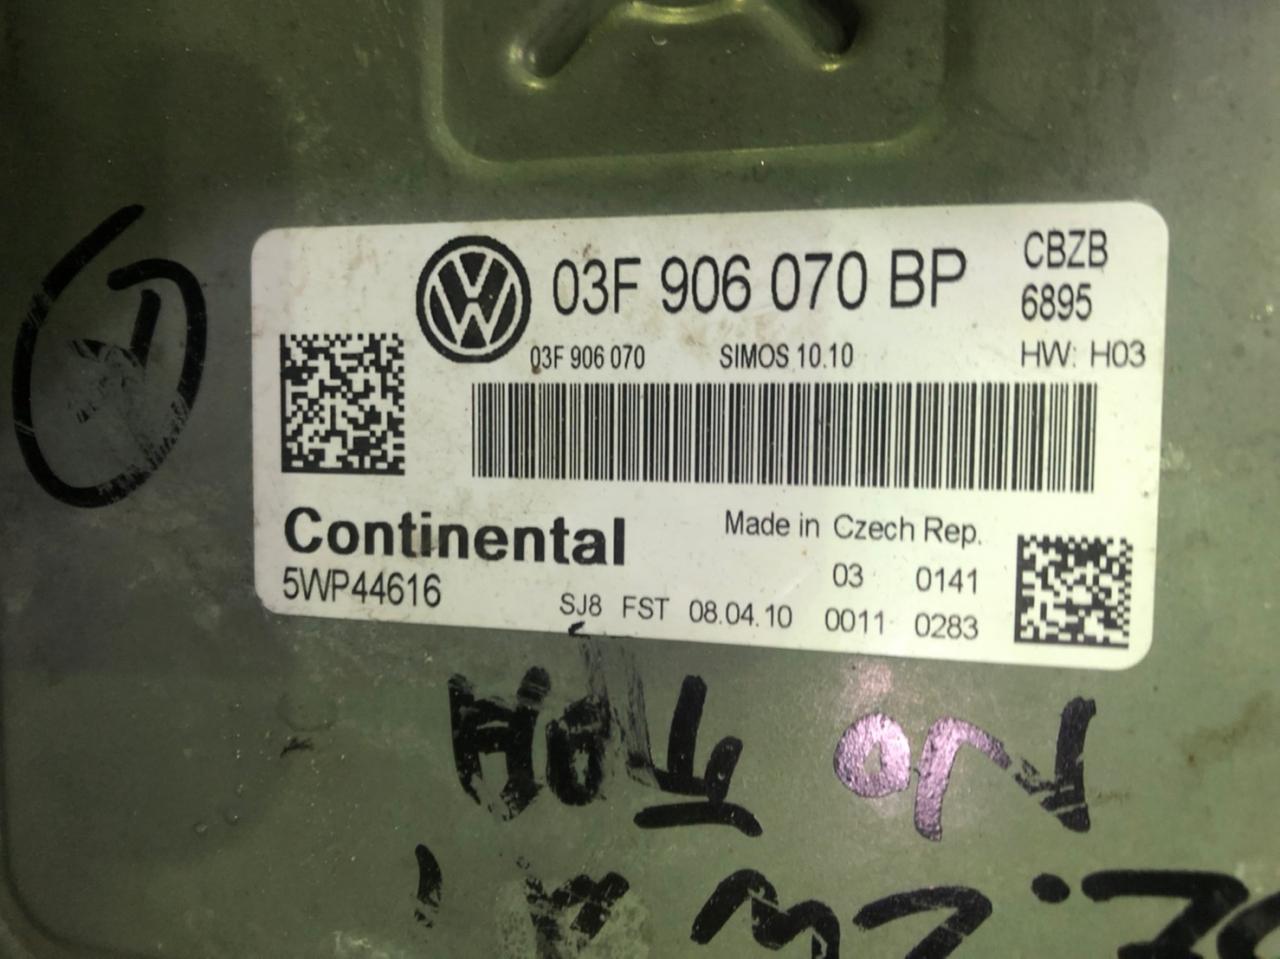 03F 906 070 BP
CBZB
6895
03F 906 070 SIMOS 10.10 HW: H03
Continental
Made in Czech Rep.
5WP44616
03 0141
SJ8 FST 08.04.10 0011 0283